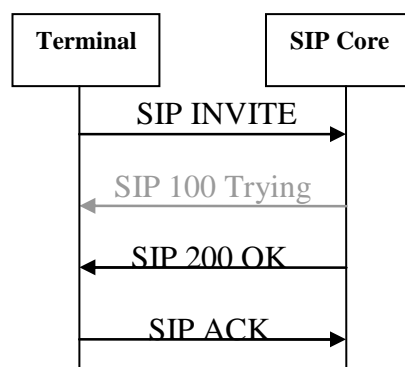 Terminal
SIP Core
SIP INVITE
SIP 100 Trying
SIP 200 OK
SIP ACK